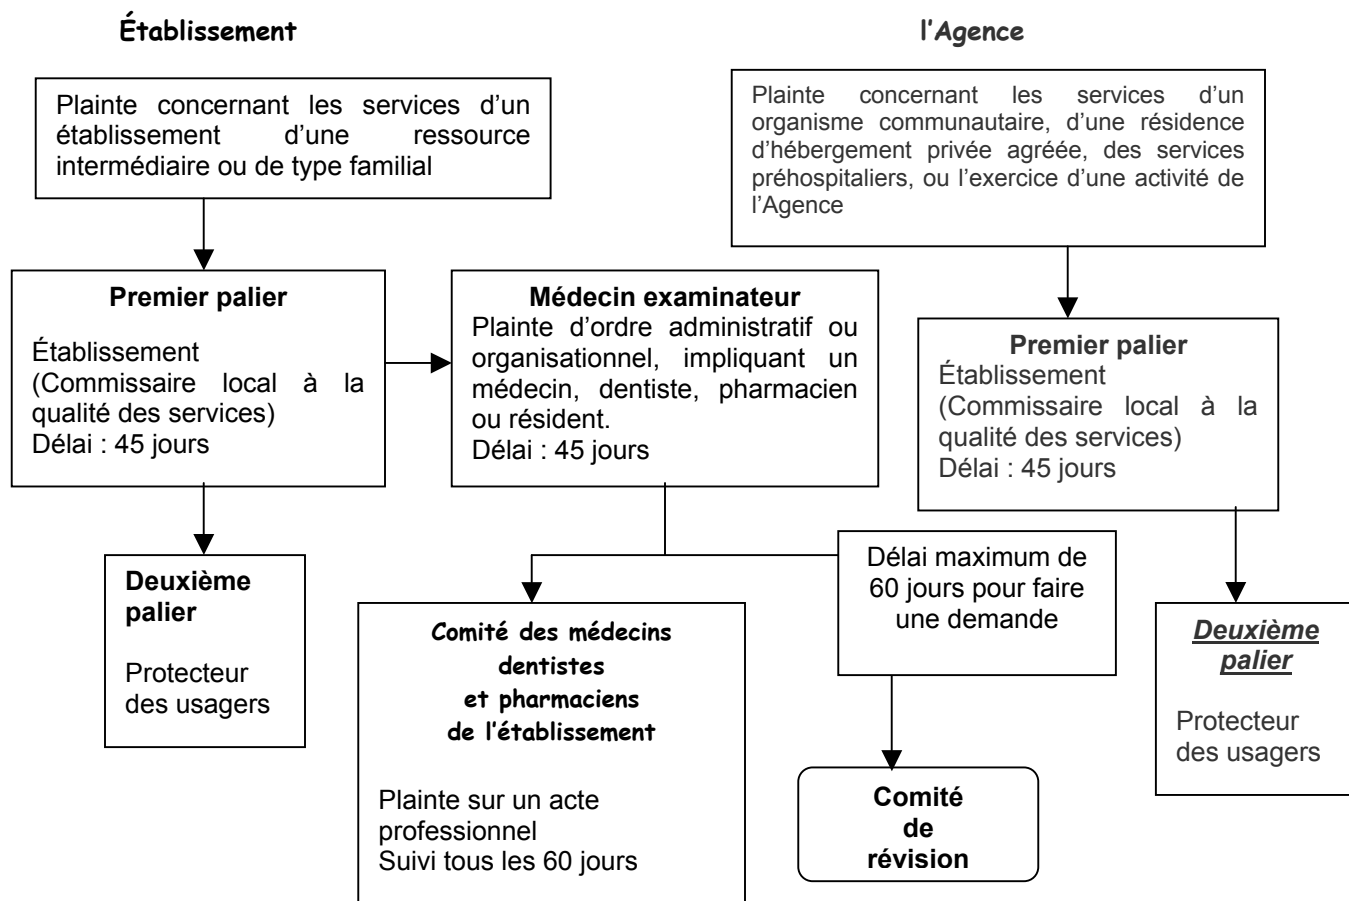 Établissement
l'Agence
Plainte concernant les services d'un
établissement d'une ressource
intermédiaire ou de type familial
Plainte concernant les services d'un
organisme communautaire, d'une résidence
d'hébergement privée agréée, des services
préhospitaliers, ou l'exercice d'une activité de
l'Agence
Premier palier
Établissement
(Commissaire local à la
qualité des services)
Délai : 45 jours
Médecin examinateur
Plainte d'ordre administratif ou
organisationnel, impliquant un
médecin, dentiste, pharmacien
ou résident.
Délai : 45 jours
Premier palier
Établissement
(Commissaire local à la
qualité des services)
Délai : 45 jours
Deuxième
palier
Protecteur
des usagers
Comité des médecins
dentistes
et pharmaciens
de l'établissement
Plainte sur un acte
professionnel
Suivi tous les 60 jours
Délai maximum de
60 jours pour faire
une demande
Comité
de
révision
Deuxième
palier
Protecteur
des usagers